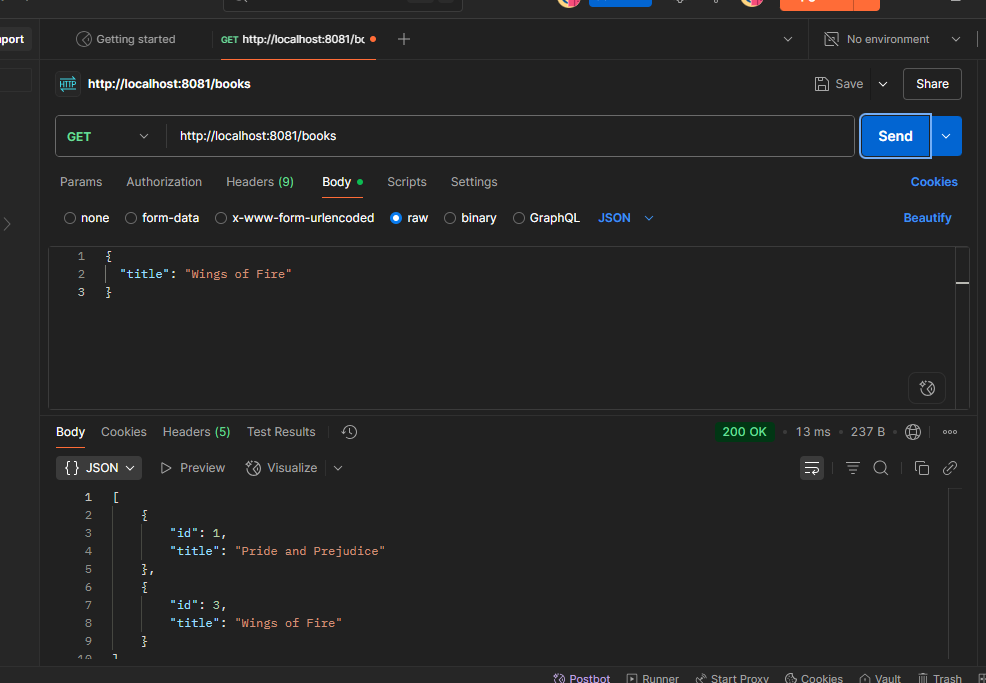 port
Getting started
GET http://localhost:8081/bc
No environment
HTTP
http://localhost:8081/books
Save
Share
GET
http://localhost:8081/books
Send
Params Authorization Headers (9) Body Scripts Settings Cookies
none form-data x-www-form-urlencoded raw binary GraphQL JSON Beautify
1 {
2 "title": "Wings of Fire"
3 }
Body Cookies Headers (5) Test Results 200 OK 13 ms 237 B
{} JSON Preview Visualize
1 [
2 {
3 "id": 1,
4 "title": "Pride and Prejudice"
5 },
6 {
7 "id": 3,
8 "title": "Wings of Fire"
9 }
10 ]
Postbot Runner Start Proxy Cookies Vault Trash